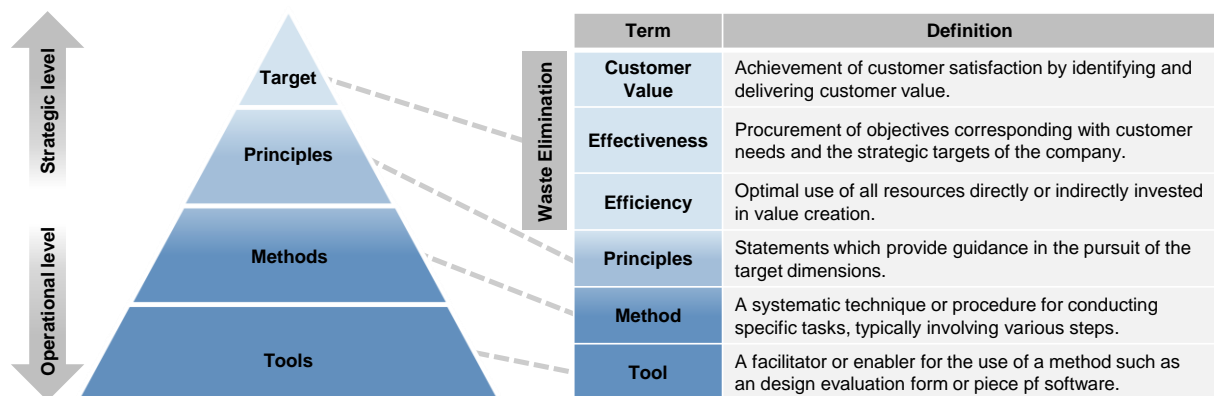 Strategic level
Operational level
Target
Principles
Methods
Tools
Waste Elimination
Term Definition
Customer
Value
Achievement of customer satisfaction by identifying and
delivering customer value.
Effectiveness
Procurement of objectives corresponding with customer
needs and the strategic targets of the company.
Efficiency
Optimal use of all resources directly or indirectly invested
in value creation.
Principles
Statements which provide guidance in the pursuit of the
target dimensions.
Method
A systematic technique or procedure for conducting
specific tasks, typically involving various steps.
Tool
A facilitator or enabler for the use of a method such as
an design evaluation form or piece pf software.